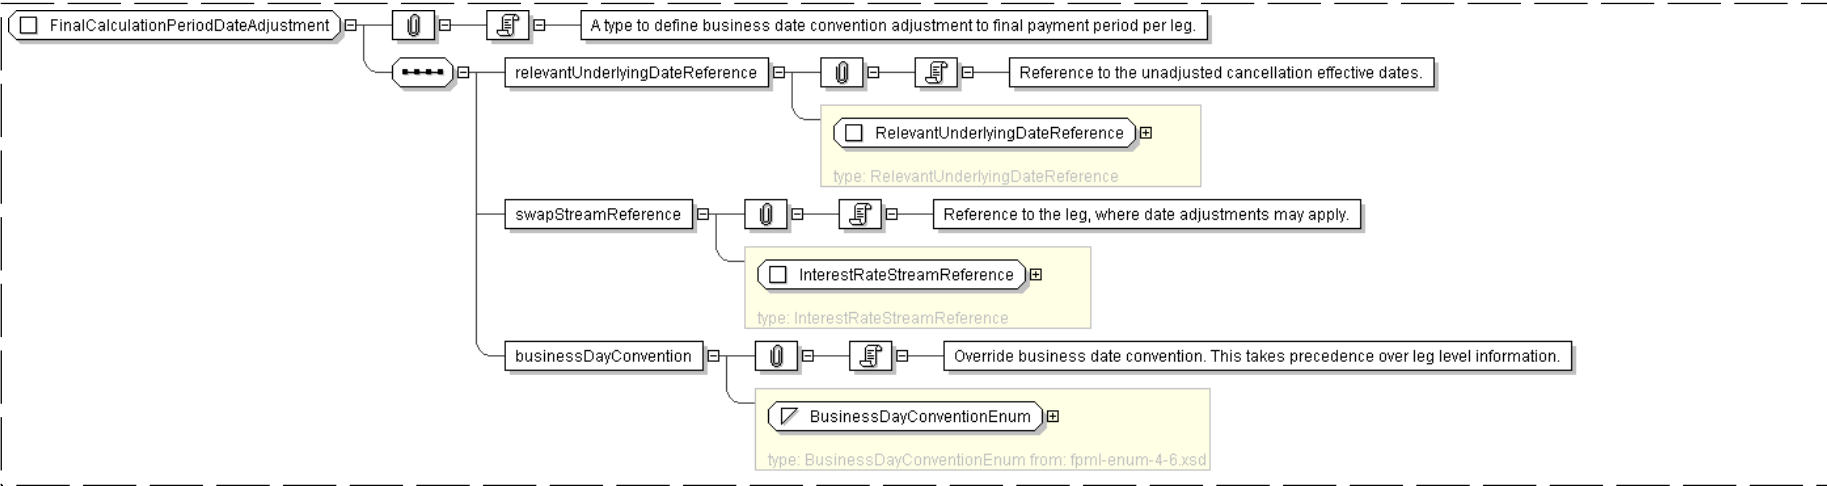 FinalCalculationPeriodDateAdjustment A type to define business date convention adjustment to final payment period per leg.
relevantUnderlyingDateReference Reference to the unadjusted cancellation effective dates.
RelevantUnderlyingDateReference
type: RelevantUnderlyingDateReference
swapStreamReference Reference to the leg, where date adjustments may apply.
InterestRateStreamReference
type: InterestRateStreamReference
businessDayConvention Override business date convention. This takes precedence over leg level information.
BusinessDayConventionEnum
type: BusinessDayConventionEnum from: fpml-enum-4-6.xsd